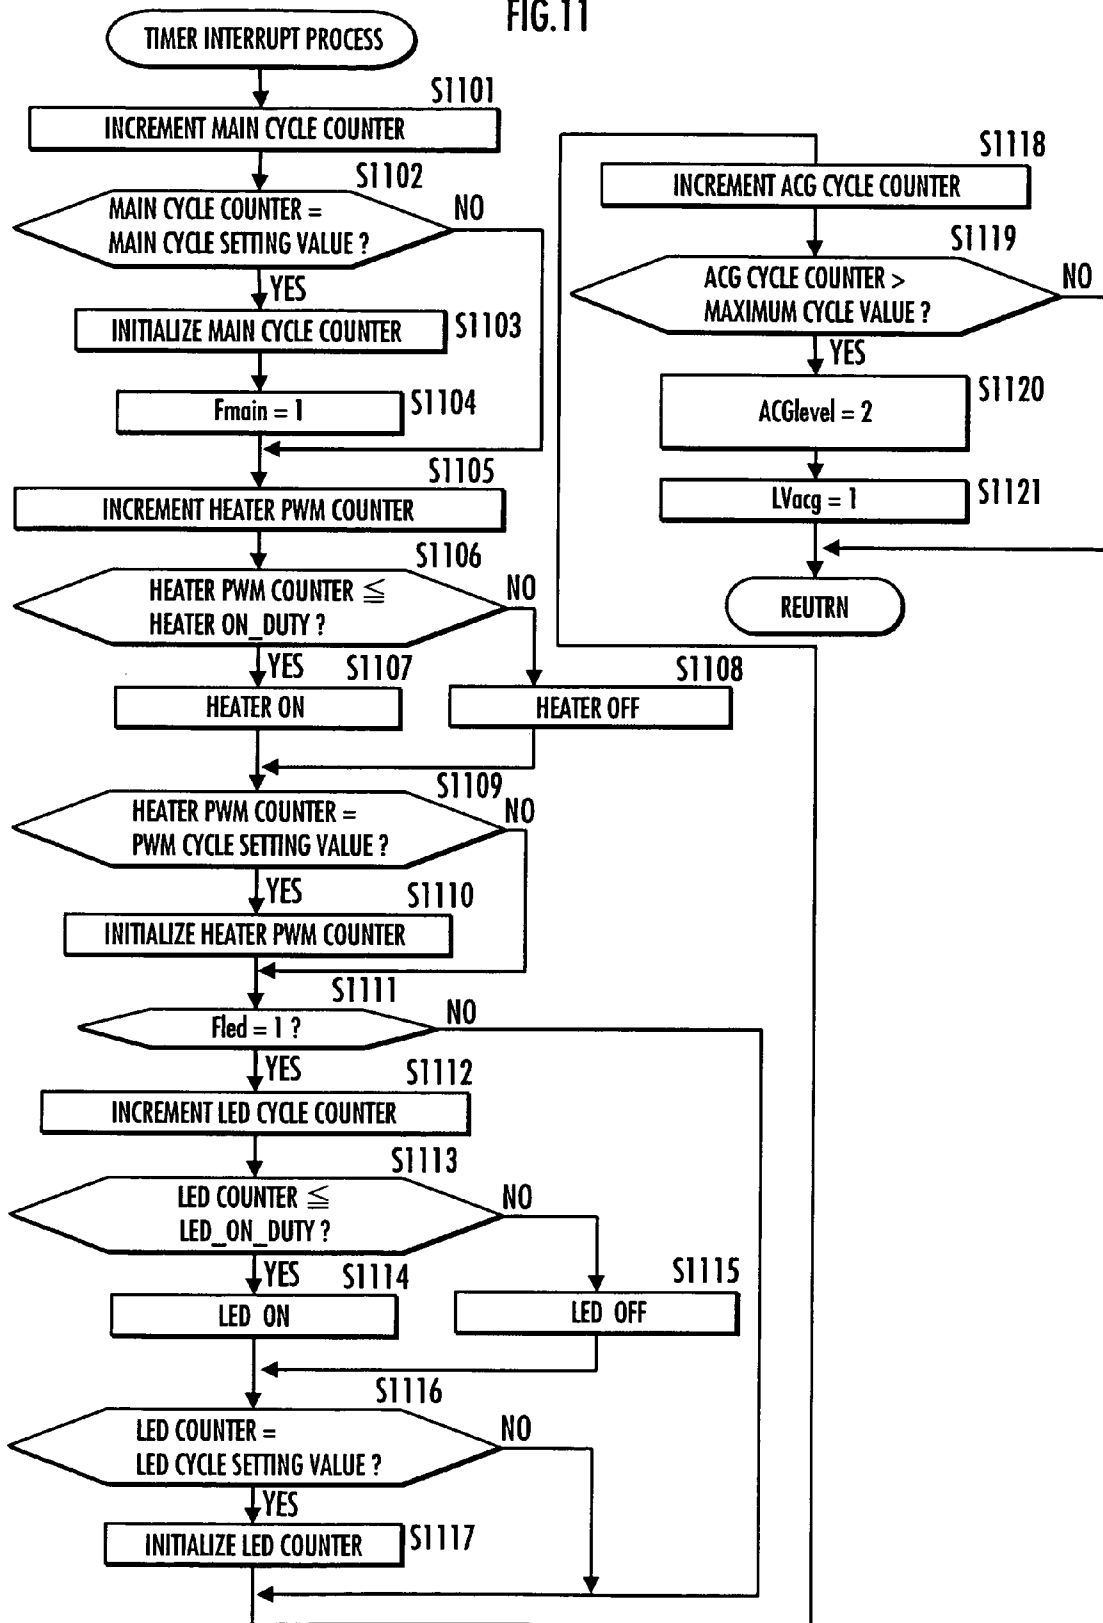 FIG.11
TIMER INTERRUPT PROCESS
S1101
INCREMENT MAIN CYCLE COUNTER
S1102
MAIN CYCLE COUNTER =
MAIN CYCLE SETTING VALUE ?
NO
YES
INITIALIZE MAIN CYCLE COUNTER
S1103
Fmain = 1
S1104
S1105
INCREMENT HEATER PWM COUNTER
S1106
HEATER PWM COUNTER ≦
HEATER ON_DUTY ?
NO
YES
S1107
HEATER ON
S1108
HEATER OFF
S1109
HEATER PWM COUNTER =
PWM CYCLE SETTING VALUE ?
NO
YES
S1110
INITIALIZE HEATER PWM COUNTER
S1111
Fled = 1 ?
NO
YES
S1112
INCREMENT LED CYCLE COUNTER
S1113
LED COUNTER ≦
LED_ON_DUTY ?
NO
YES
S1114
LED ON
S1115
LED OFF
S1116
LED COUNTER =
LED CYCLE SETTING VALUE ?
NO
YES
INITIALIZE LED COUNTER
S1117
S1118
INCREMENT ACG CYCLE COUNTER
S1119
ACG CYCLE COUNTER >
MAXIMUM CYCLE VALUE ?
NO
YES
S1120
ACGlevel = 2
S1121
LVacg = 1
REUTRN